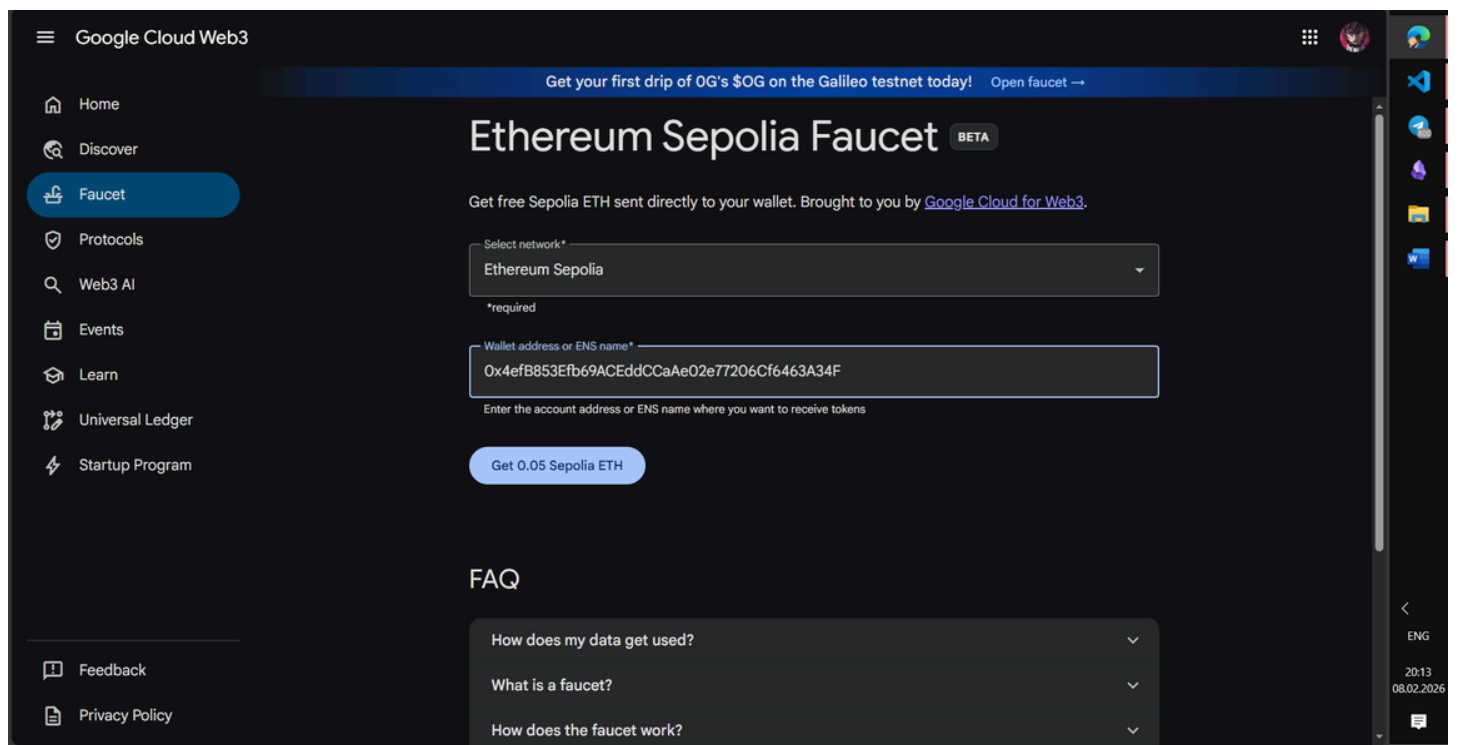 Google Cloud Web3
Get your first drip of 0G's $OG on the Galileo testnet today! Open faucet →
Home
Discover
Faucet
Protocols
Web3 AI
Events
Learn
Universal Ledger
Startup Program
Feedback
Privacy Policy
Ethereum Sepolia Faucet BETA
Get free Sepolia ETH sent directly to your wallet. Brought to you by Google Cloud for Web3.
Select network*
Ethereum Sepolia
*required
Wallet address or ENS name*
0x4efB853Efb69ACEddCCaAe02e77206Cf6463A34F
Enter the account address or ENS name where you want to receive tokens
Get 0.05 Sepolia ETH
FAQ
How does my data get used?
What is a faucet?
How does the faucet work?
ENG
20:13
08.02.2026